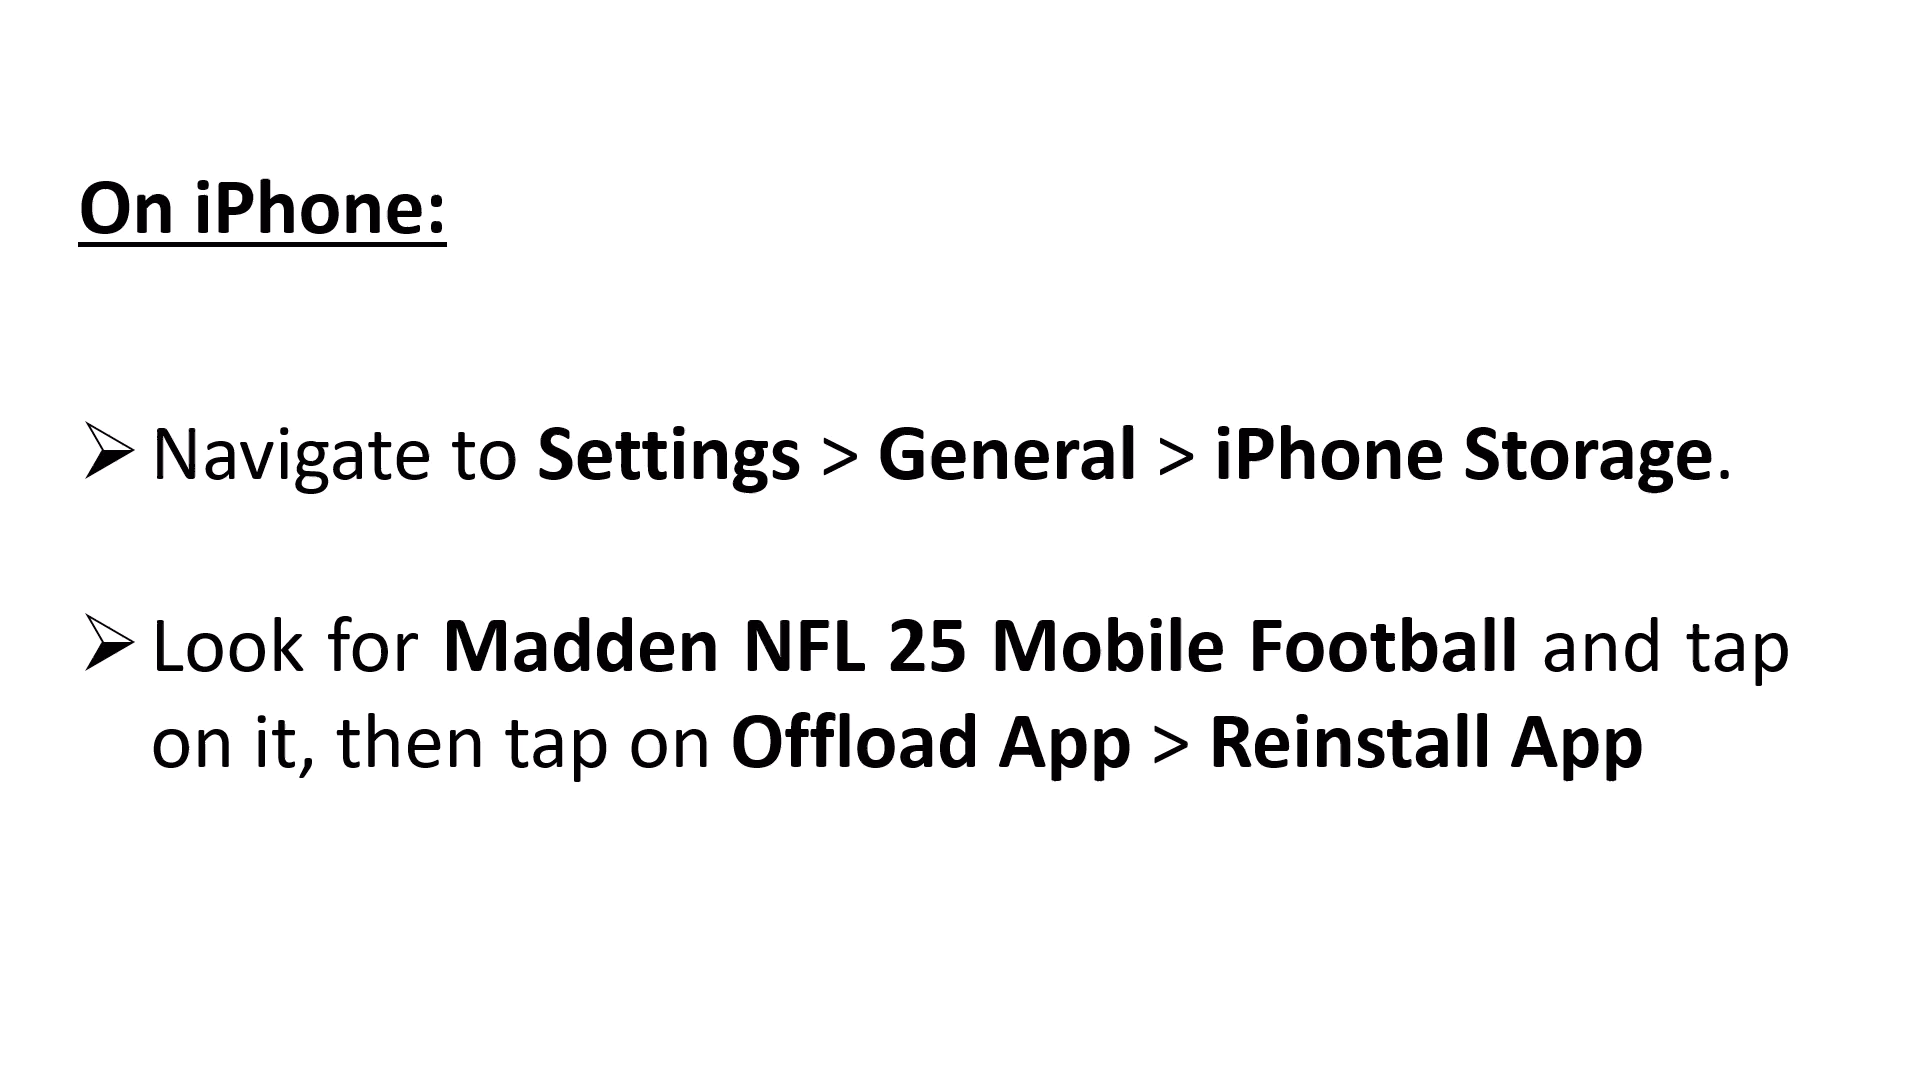 On iPhone:
➢ Navigate to Settings > General > iPhone Storage.
➢ Look for Madden NFL 25 Mobile Football and tap
on it, then tap on Offload App > Reinstall App